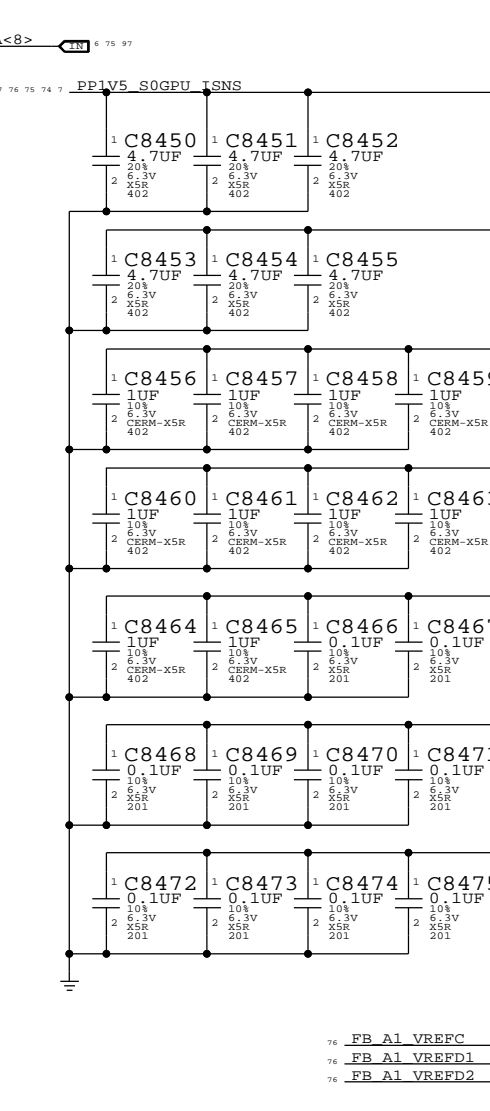 A<8> IN 6 75 97
7 76 75 74 7 PP1V5_S0GPU_ISNS
1 C8450 1 C8451 1 C8452
4.7UF 4.7UF 4.7UF
20% 20% 20%
2 6.3V 2 6.3V 2 6.3V
X5R X5R X5R
402 402 402
1 C8453 1 C8454 1 C8455
4.7UF 4.7UF 4.7UF
20% 20% 20%
2 6.3V 2 6.3V 2 6.3V
X5R X5R X5R
402 402 402
1 C8456 1 C8457 1 C8458 1 C8459
1UF 1UF 1UF 1UF
10% 10% 10% 10%
2 6.3V 2 6.3V 2 6.3V 2 6.3V
CERM-X5R CERM-X5R CERM-X5R CERM-X5R
402 402 402 402
1 C8460 1 C8461 1 C8462 1 C8463
1UF 1UF 1UF 1UF
10% 10% 10% 10%
2 6.3V 2 6.3V 2 6.3V 2 6.3V
CERM-X5R CERM-X5R CERM-X5R CERM-X5R
402 402 402 402
1 C8464 1 C8465 1 C8466 1 C8467
1UF 1UF 0.1UF 0.1UF
10% 10% 10% 10%
2 6.3V 2 6.3V 2 6.3V 2 6.3V
CERM-X5R CERM-X5R X5R X5R
402 402 201 201
1 C8468 1 C8469 1 C8470 1 C8471
0.1UF 0.1UF 0.1UF 0.1UF
10% 10% 10% 10%
2 6.3V 2 6.3V 2 6.3V 2 6.3V
X5R X5R X5R X5R
201 201 201 201
1 C8472 1 C8473 1 C8474 1 C8475
0.1UF 0.1UF 0.1UF 0.1UF
10% 10% 10% 10%
2 6.3V 2 6.3V 2 6.3V 2 6.3V
X5R X5R X5R X5R
201 201 201 201
76 FB_A1_VREFC
76 FB_A1_VREFD1
76 FB_A1_VREFD2